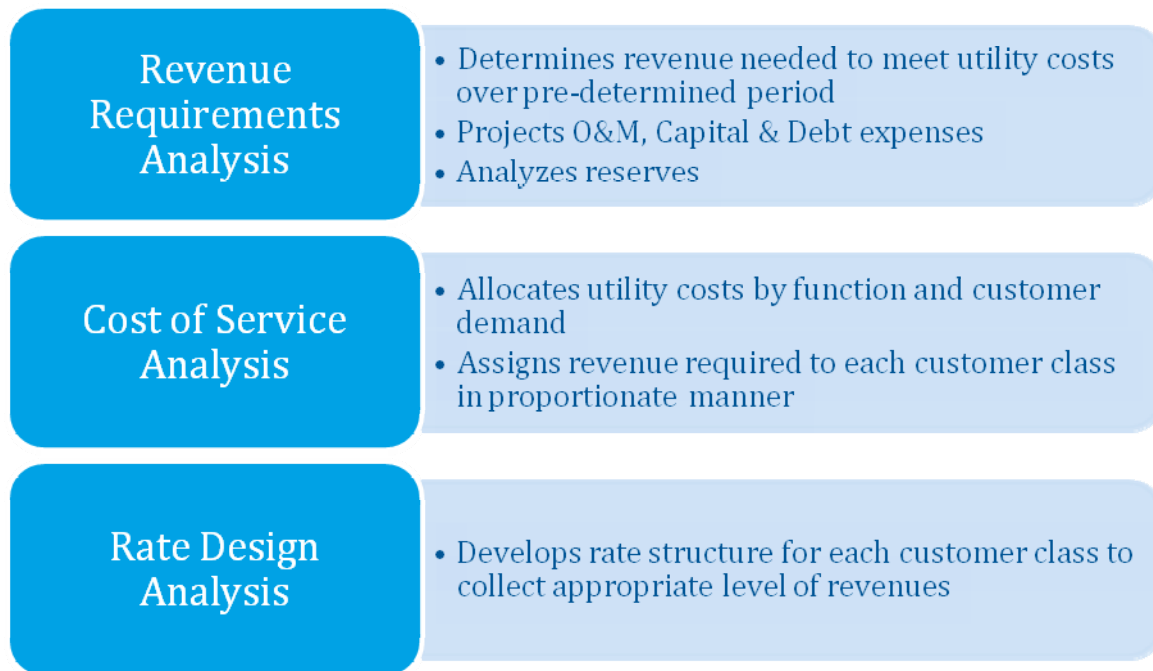 Revenue
Requirements
Analysis
• Determines revenue needed to meet utility costs
over pre-determined period
• Projects O&M, Capital & Debt expenses
• Analyzes reserves
Cost of Service
Analysis
• Allocates utility costs by function and customer
demand
• Assigns revenue required to each customer class
in proportionate manner
Rate Design
Analysis
• Develops rate structure for each customer class to
collect appropriate level of revenues